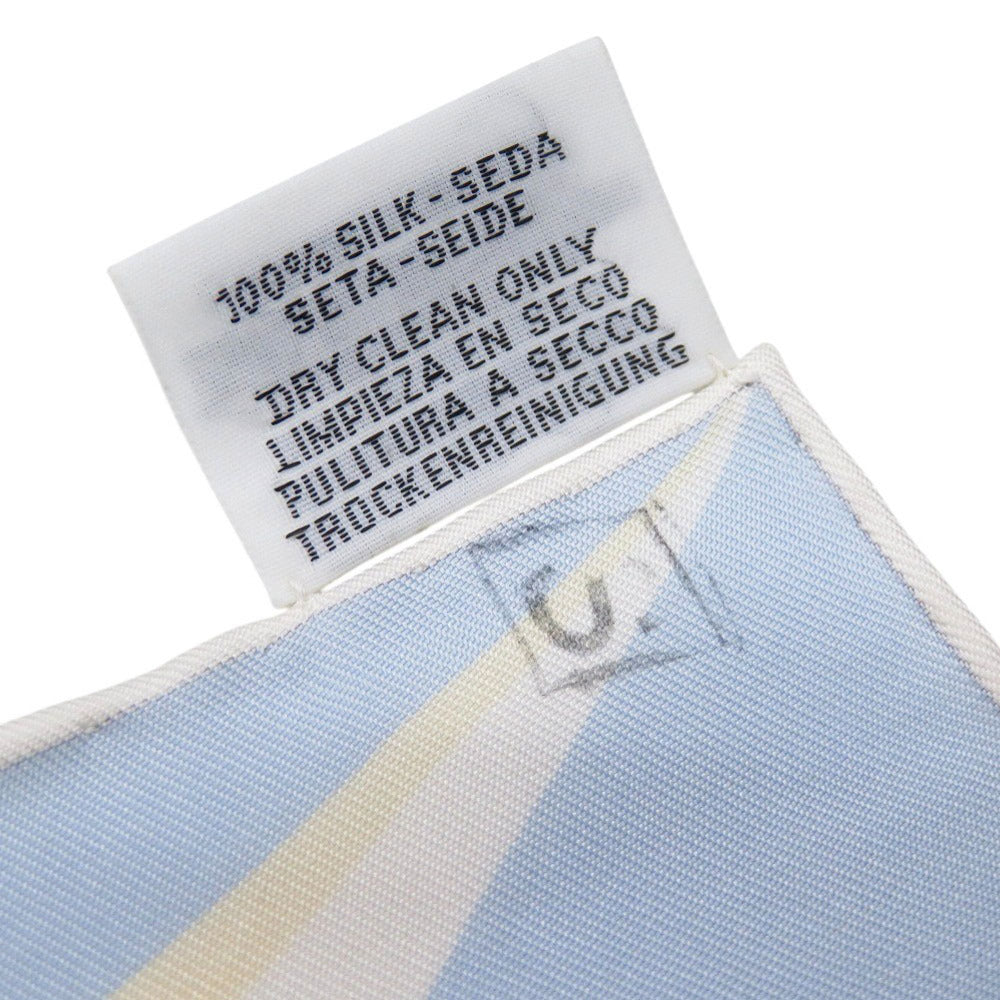 100% SILK - SEDA
SETA - SEIDE
DRY CLEAN ONLY
LIMPIEZA EN SECO
PULITURA A SECCO
TROCKENREINIGUNG